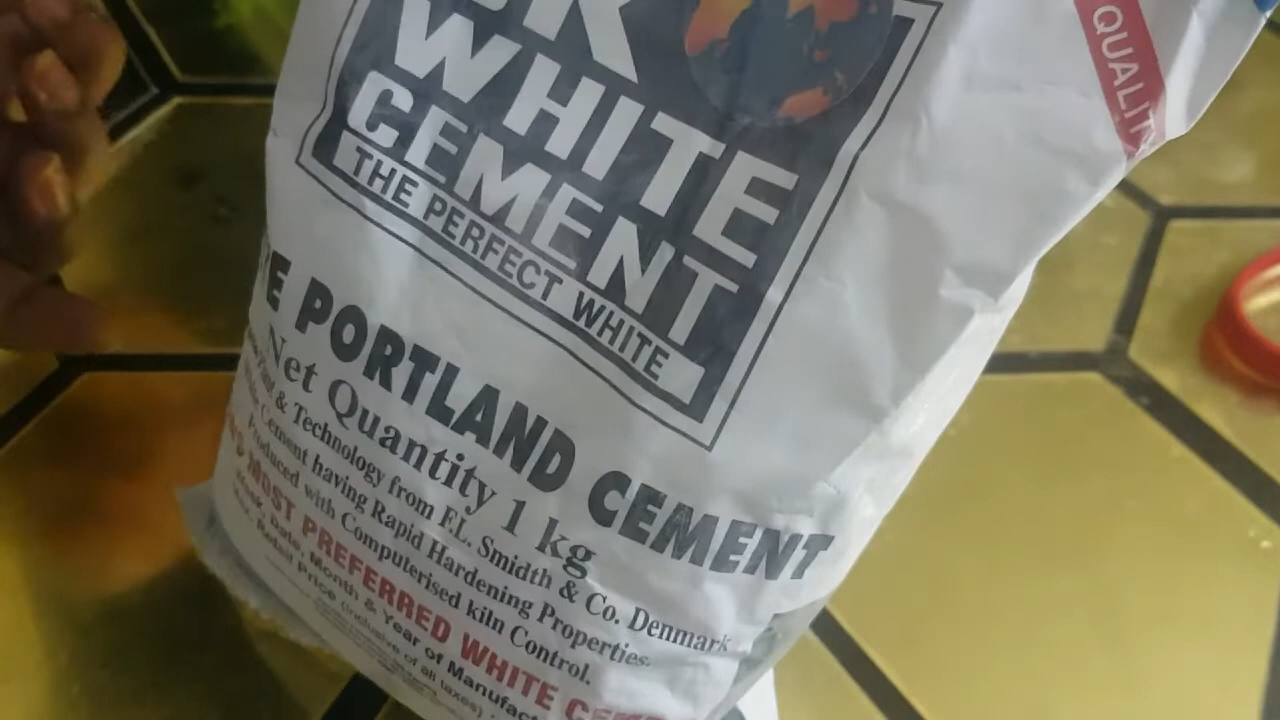 WHITE
CEMENT
THE PERFECT WHITE
QUALITY
PORTLAND CEMENT
Net Quantity 1 kg
& Technology from F.L. Smidth & Co. Denmark
Cement having Rapid Hardening Properties.
Produced with Computerised kiln Control.
MOST PREFERRED WHITE
Date, Month & Year of
Retail Price (inclusive of all taxes)